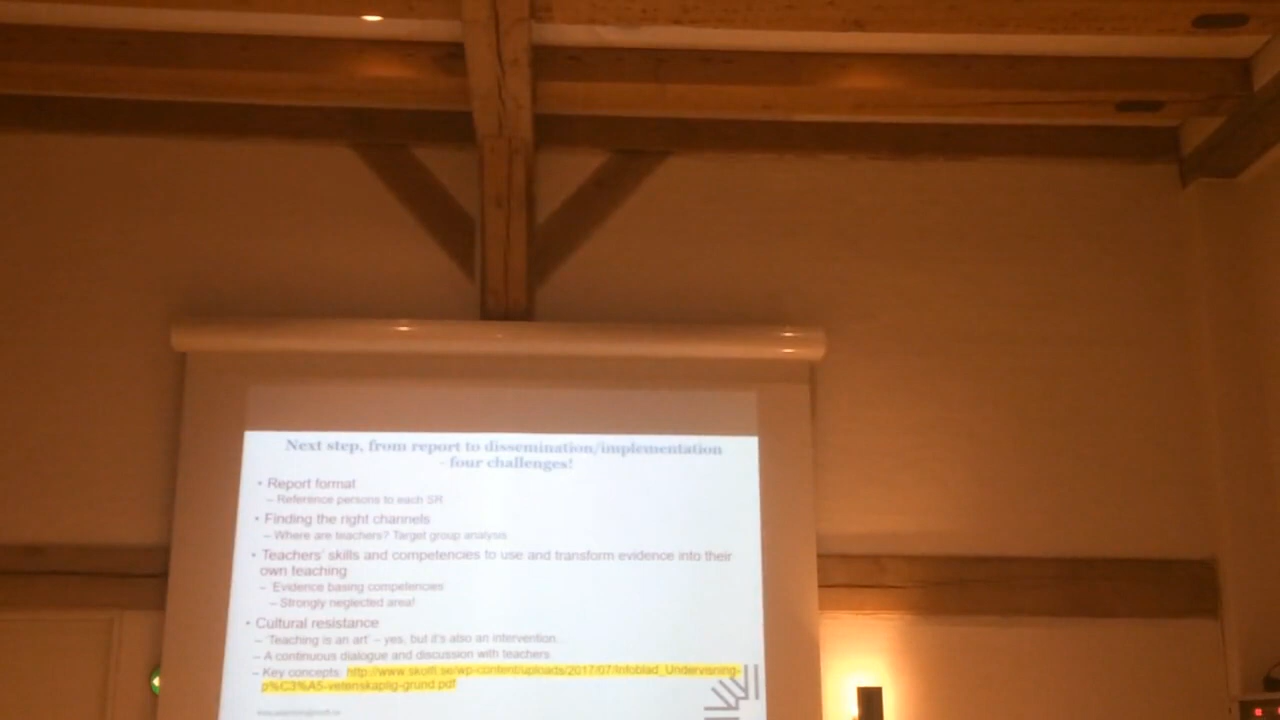 Next step, from report to dissemination/implementation
- four challenges!
• Report format
– Reference persons to each SR
• Finding the right channels
– Where are teachers? Target group analysis
• Teachers' skills and competencies to use and transform evidence into their
own teaching
– Evidence basing competencies
– Strongly neglected area!
• Cultural resistance
– 'Teaching is an art' – yes, but it's also an intervention...
– A continuous dialogue and discussion with teachers
– Key concepts: http://www.skolfi.se/wp-content/uploads/2017/07/Infoblad_Undervisning-
p%C3%A5-vetenskaplig-grund.pdf